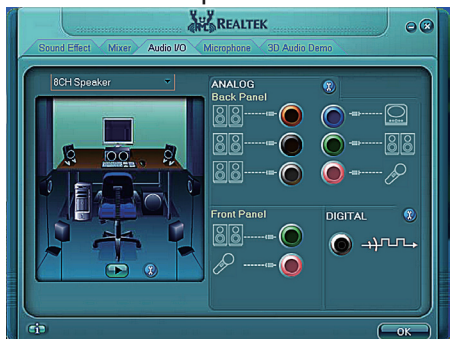 REALTEK
Sound Effect Mixer Audio I/O Microphone 3D Audio Demo
8CH Speaker
ANALOG
Back Panel
Front Panel
DIGITAL
OK